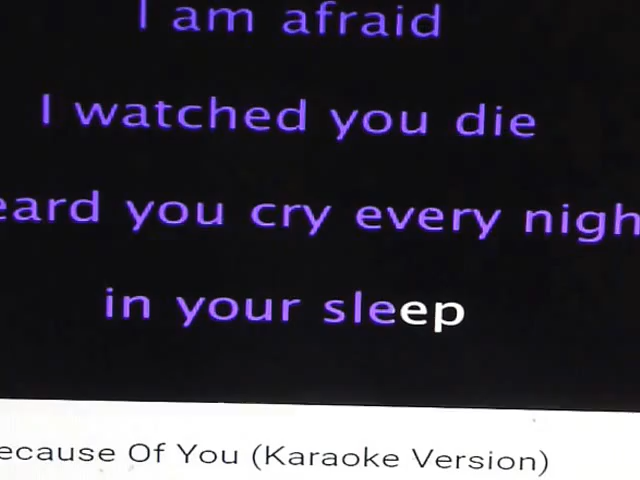 I am afraid
I watched you die
eard you cry every nigh
in your sleep
ecause Of You (Karaoke Version)